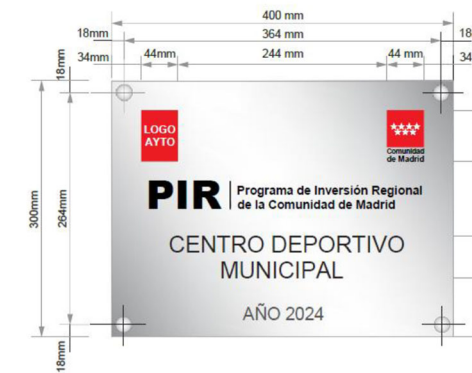 400 mm
18mm 364 mm 18
34mm 44mm 244 mm 44 mm 34
18mm
300mm
264mm
18mm
LOGO
AYTO
Comunidad
de Madrid
PIR
Programa de Inversión Regional
de la Comunidad de Madrid
CENTRO DEPORTIVO
MUNICIPAL
AÑO 2024